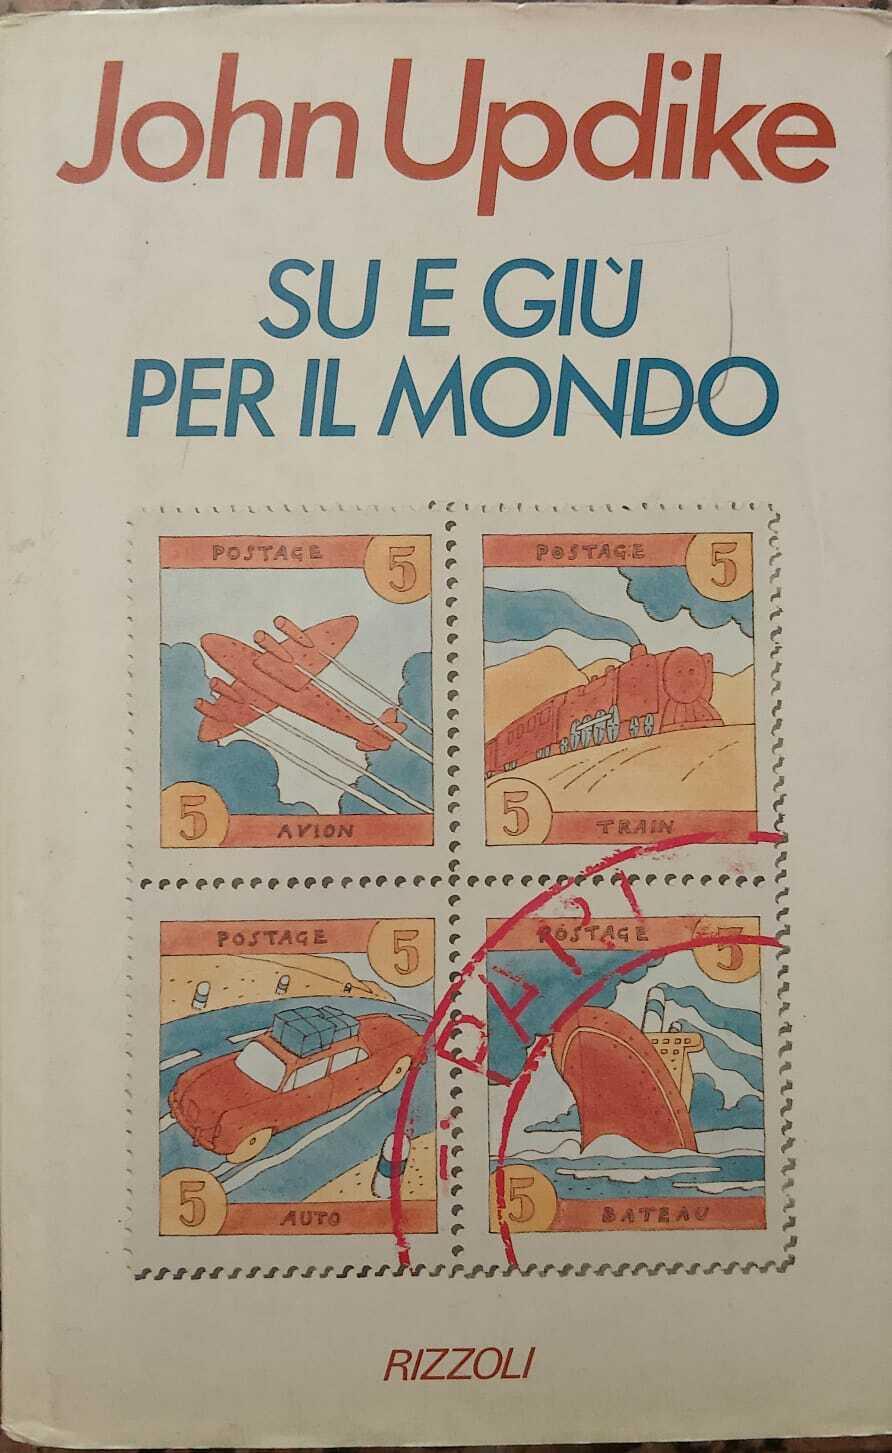 John Updike
SU E GIÙ
PER IL MONDO
POSTAGE 5
5 AVION
POSTAGE 5
5 TRAIN
POSTAGE 5
5 AUTO
POSTAGE 5
5 BATEAU
RIZZOLI